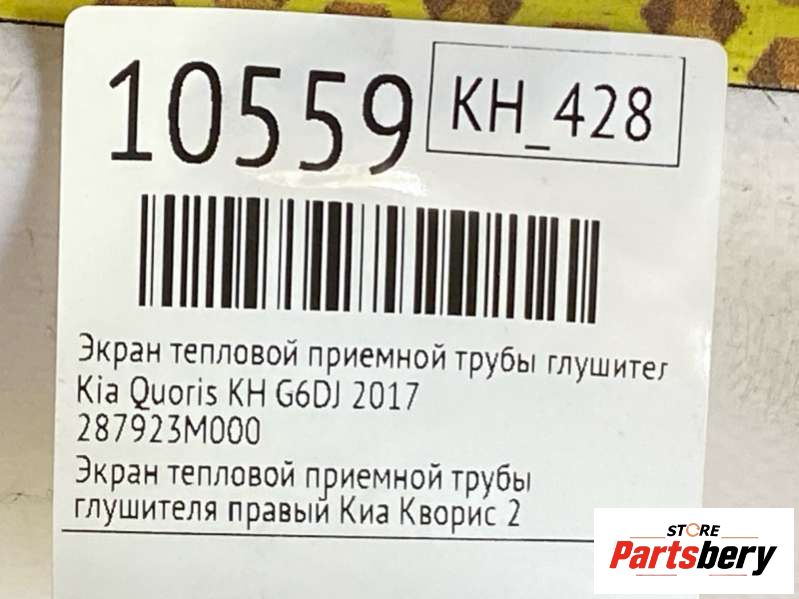 10559
KH_428
Экран тепловой приемной трубы глушител
Kia Quoris KH G6DJ 2017
287923M000
Экран тепловой приемной трубы
глушителя правый Киа Кворис 2
STORE
Partsbery